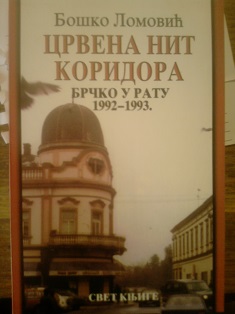 Бошко Ломовић
ЦРВЕНА НИТ
КОРИДОРА
БРЧКО У РАТУ
1992–1993.
СВЕТ КЊИГЕ